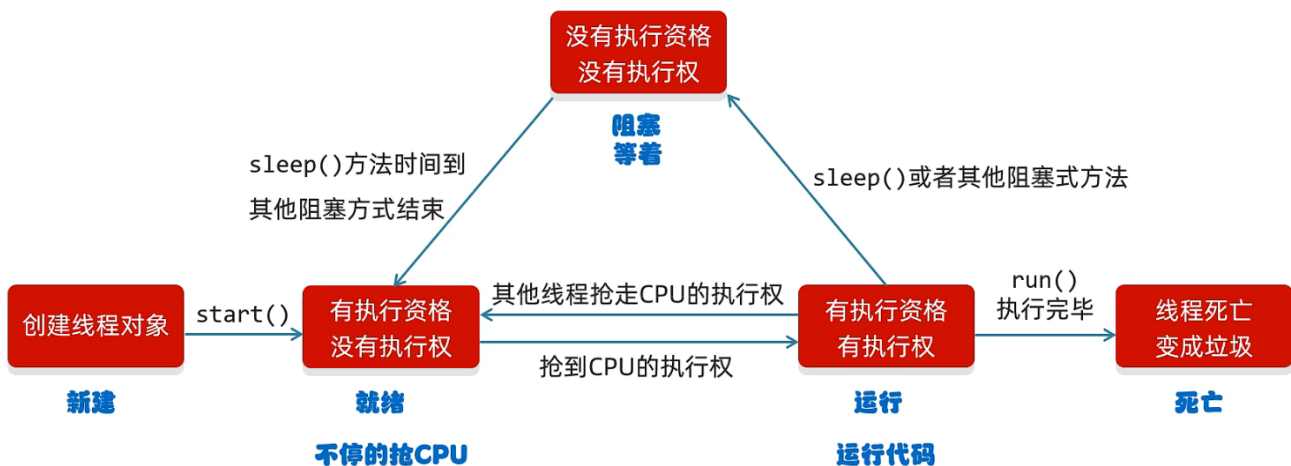 没有执行资格
没有执行权
阻塞
等着
sleep()方法时间到
其他阻塞方式结束
sleep()或者其他阻塞式方法
创建线程对象
start()
有执行资格
没有执行权
其他线程抢走CPU的执行权
抢到CPU的执行权
有执行资格
有执行权
run()
执行完毕
线程死亡
变成垃圾
新建
就绪
运行
死亡
不停的抢CPU
运行代码